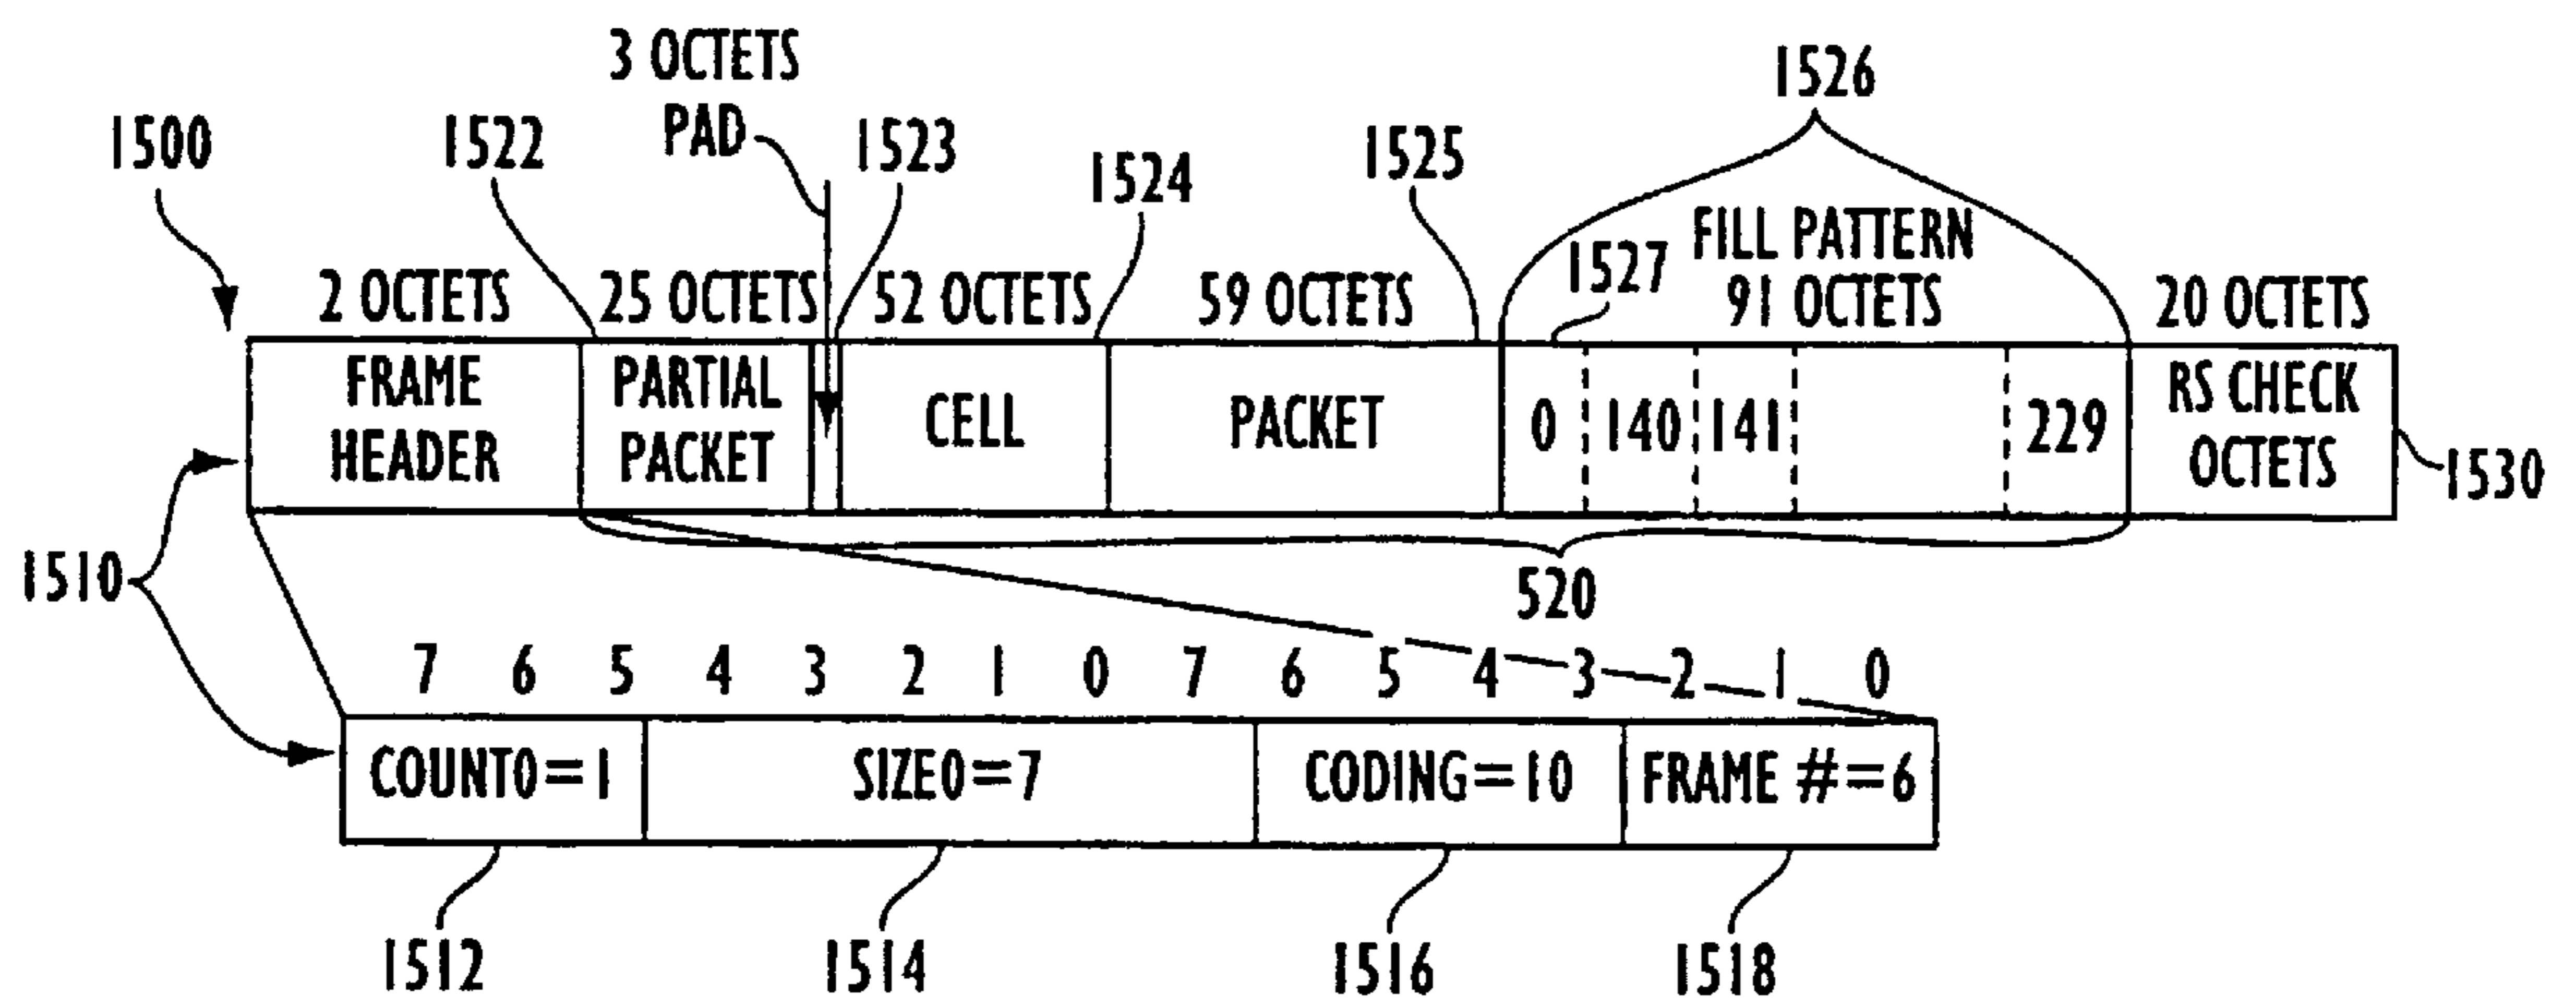 3 OCTETS
PAD
1500
1522
1523
1524
1525
1526
1527
FILL PATTERN
2 OCTETS
25 OCTETS
52 OCTETS
59 OCTETS
91 OCTETS
20 OCTETS
FRAME
HEADER
PARTIAL
PACKET
CELL
PACKET
0
140
141
229
RS CHECK
OCTETS
1530
1510
520
7 6 5 4 3 2 1 0 7 6 5 4 3 2 1 0
COUNT0=1
SIZE0=7
CODING=10
FRAME #=6
1512
1514
1516
1518